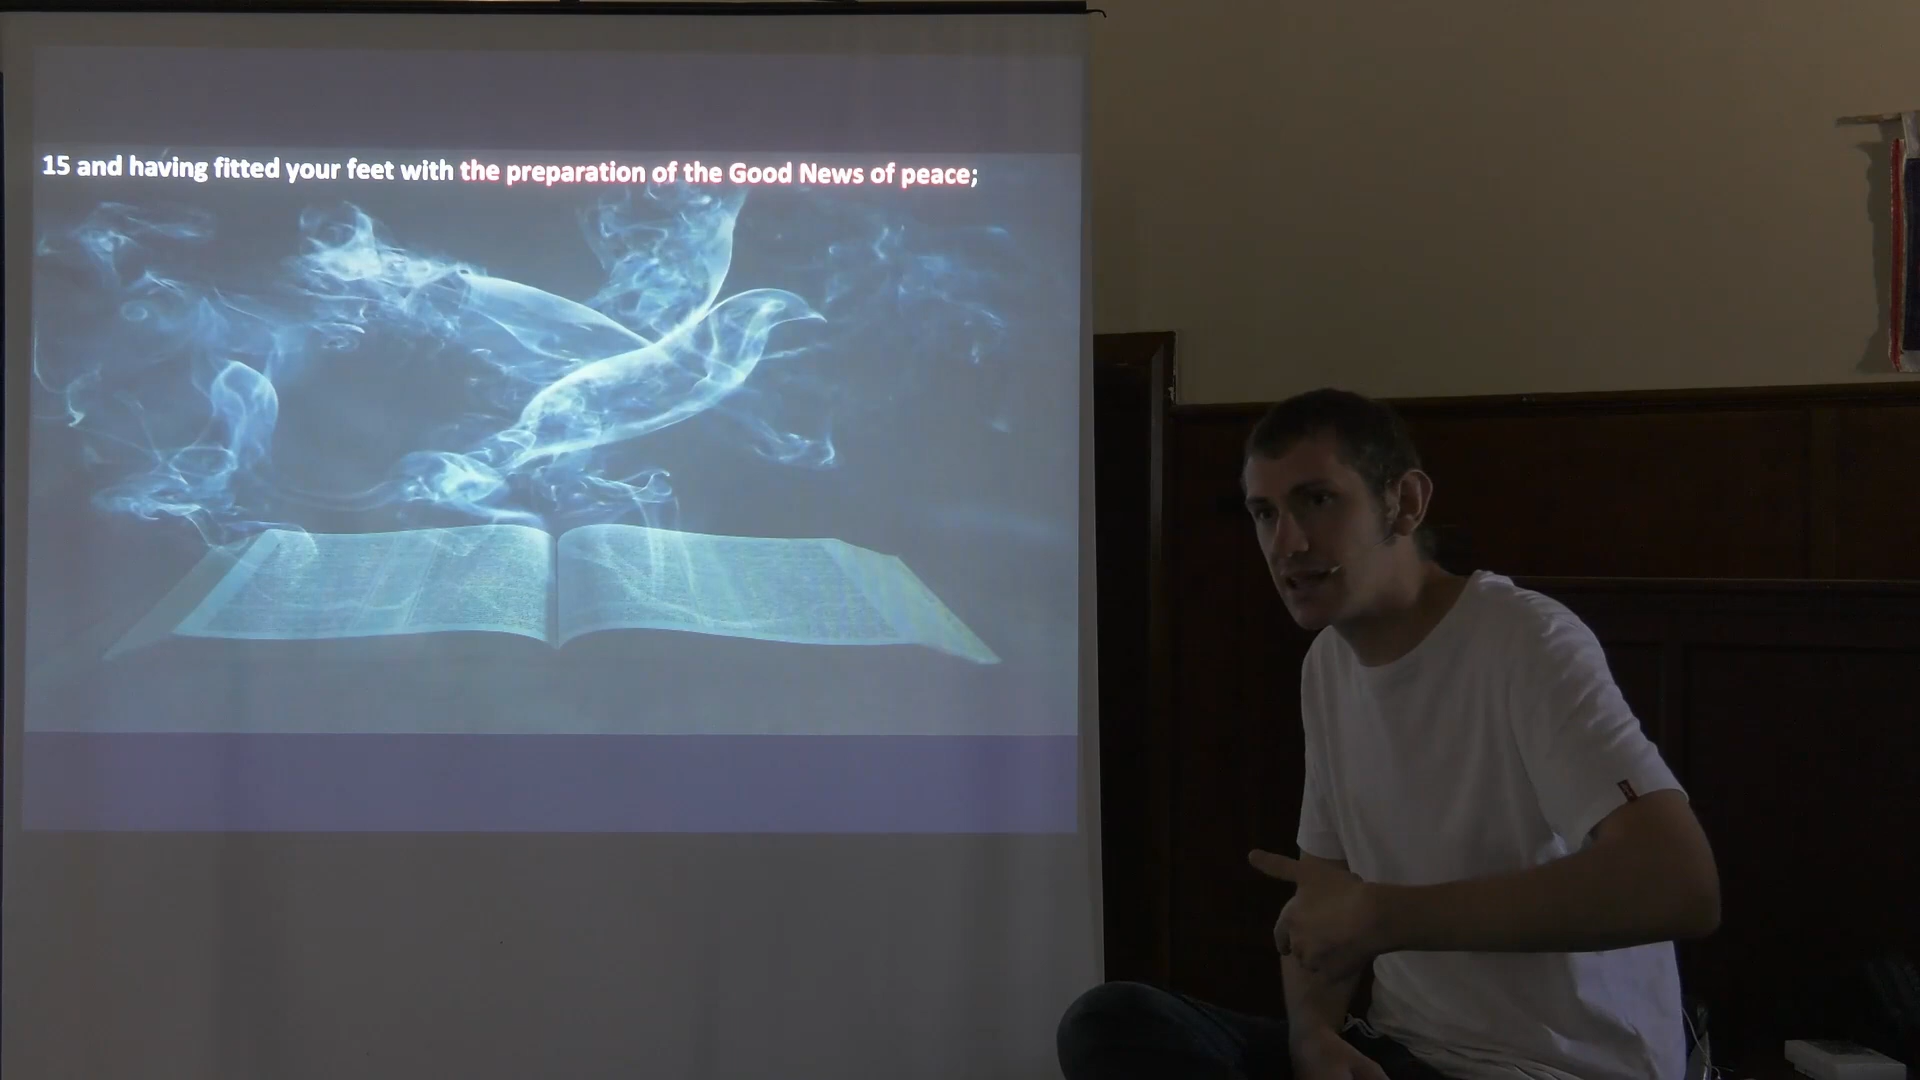 15 and having fitted your feet with the preparation of the Good News of peace;